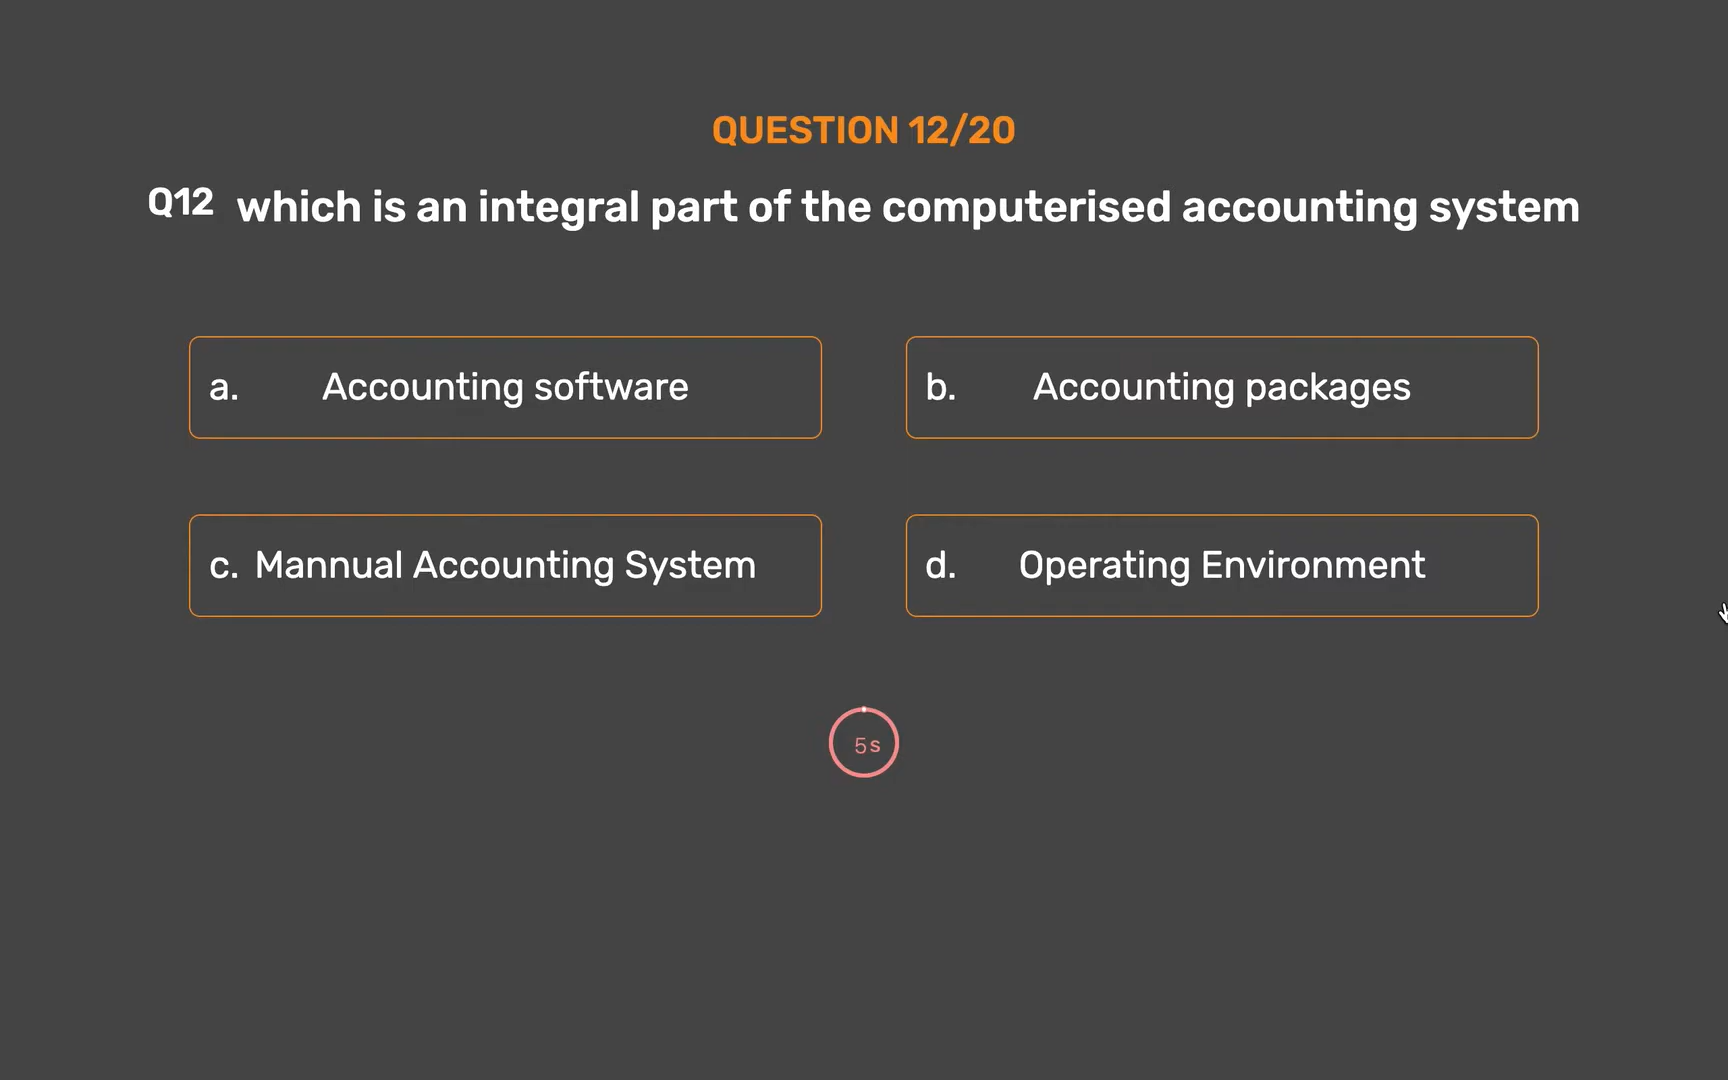 QUESTION 12/20
Q12 which is an integral part of the computerised accounting system
a. Accounting software
b. Accounting packages
c. Mannual Accounting System
d. Operating Environment
5s